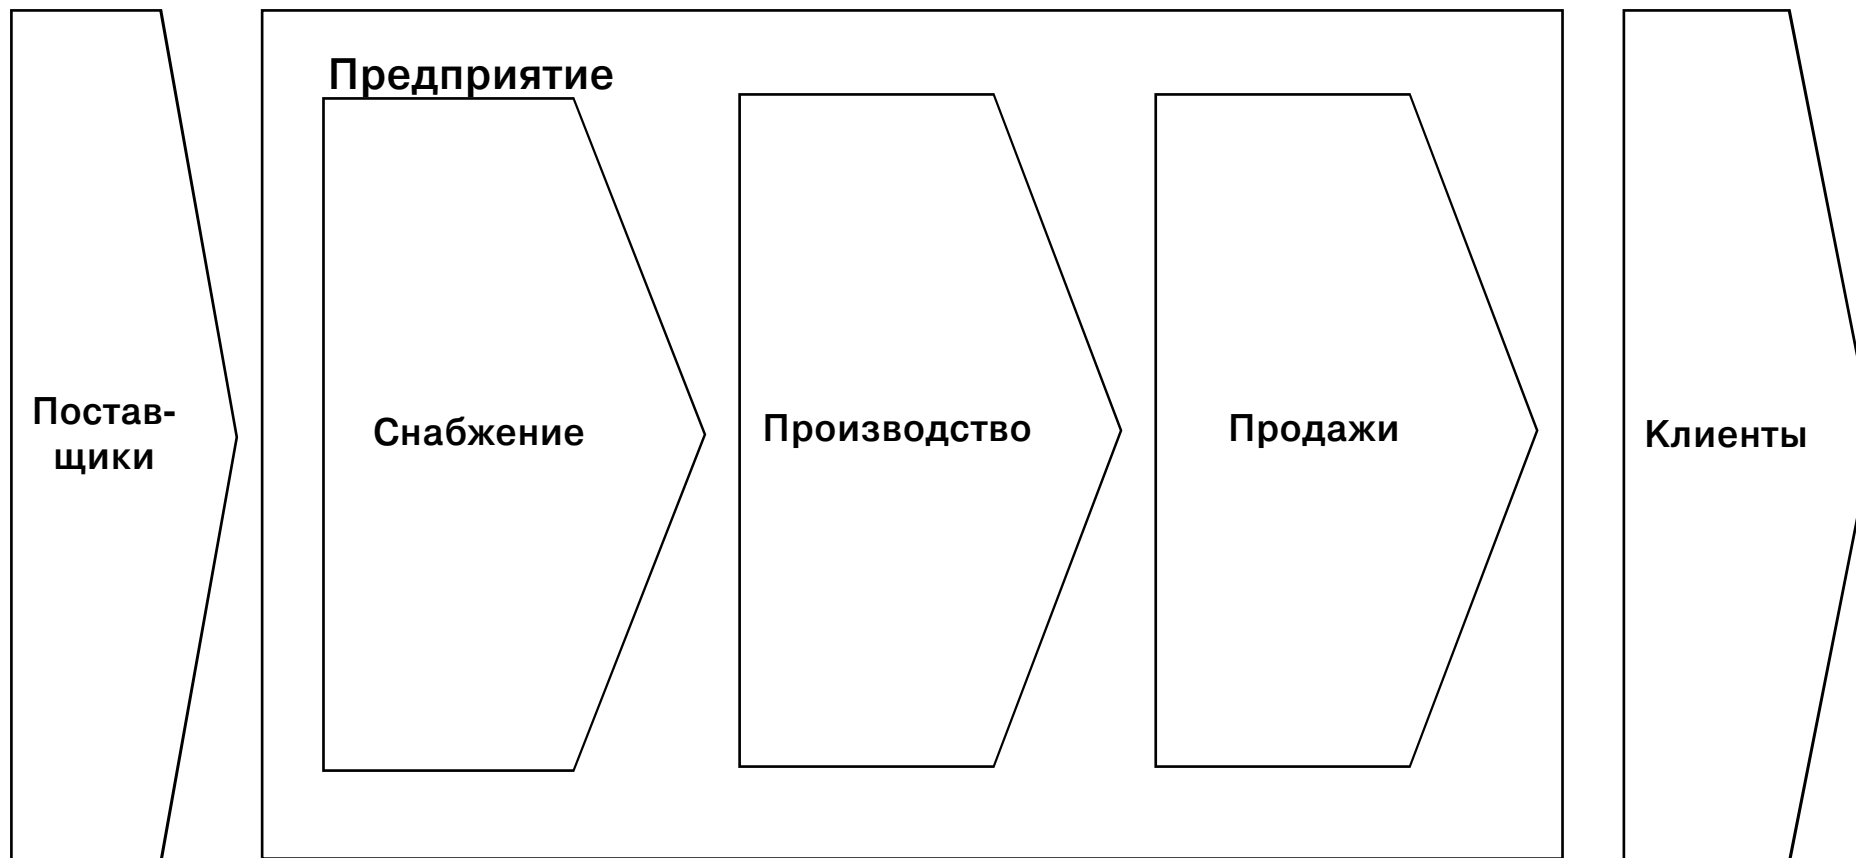 Предприятие
Постав-
щики
Снабжение
Производство
Продажи
Клиенты